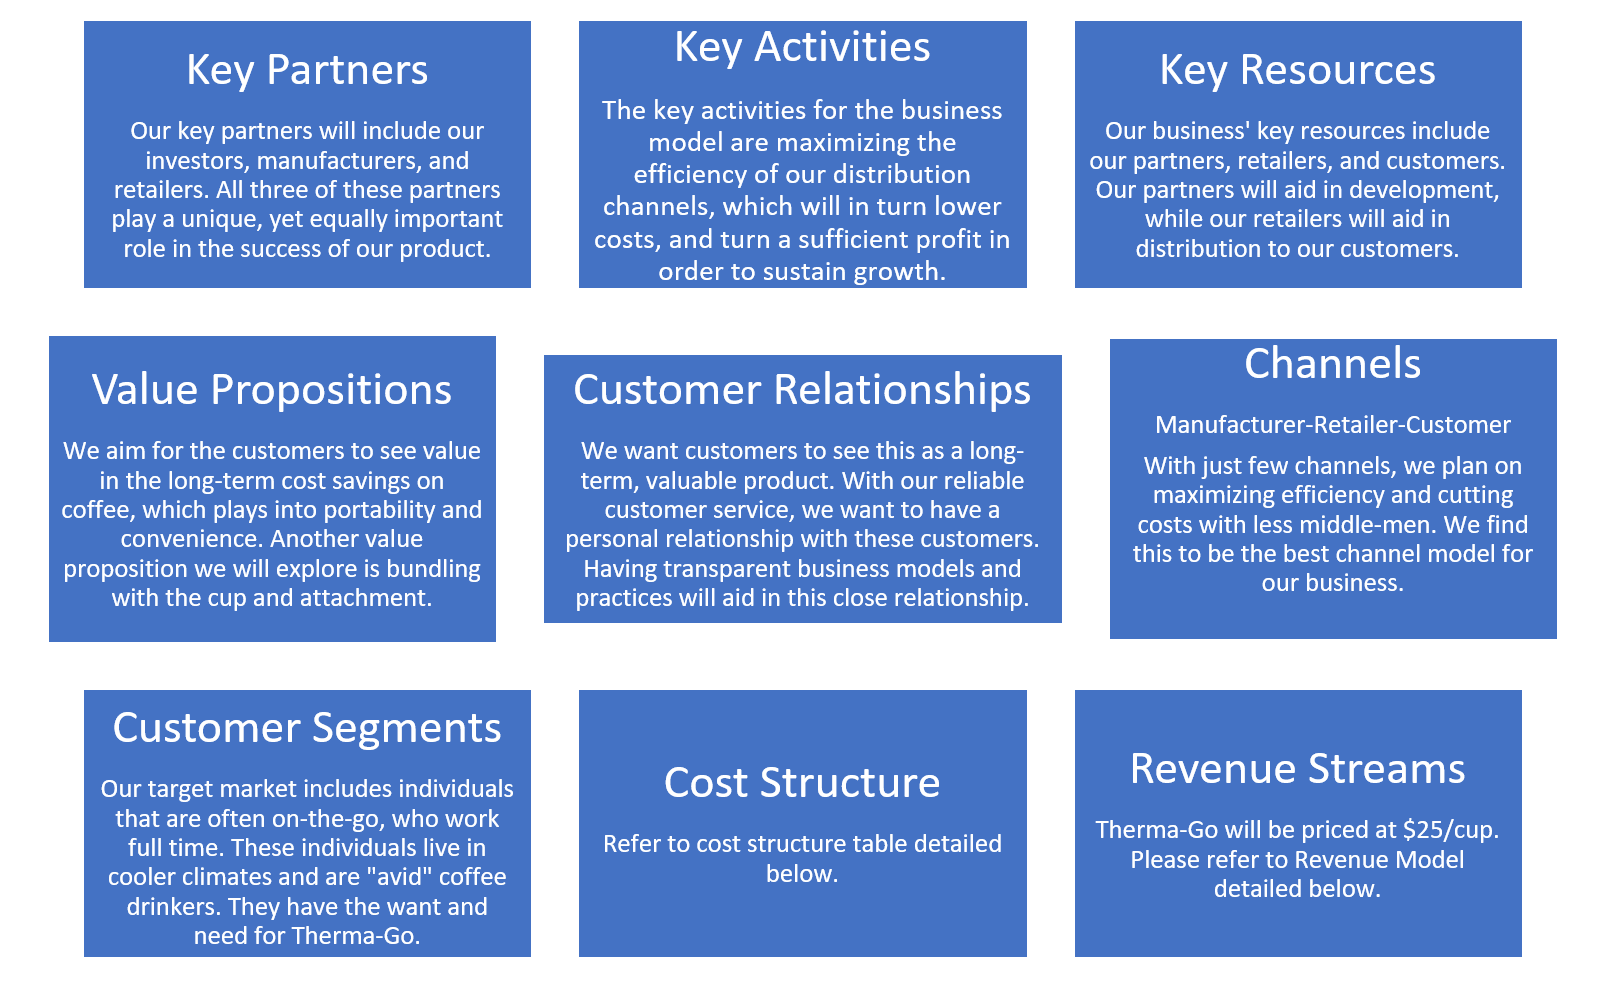 Key Partners
Our key partners will include our
investors, manufacturers, and
retailers. All three of these partners
play a unique, yet equally important
role in the success of our product.
Key Activities
The key activities for the business
model are maximizing the
efficiency of our distribution
channels, which will in turn lower
costs, and turn a sufficient profit in
order to sustain growth.
Key Resources
Our business' key resources include
our partners, retailers, and customers.
Our partners will aid in development,
while our retailers will aid in
distribution to our customers.
Value Propositions
We aim for the customers to see value
in the long-term cost savings on
coffee, which plays into portability and
convenience. Another value
proposition we will explore is bundling
with the cup and attachment.
Customer Relationships
We want customers to see this as a long-
term, valuable product. With our reliable
customer service, we want to have a
personal relationship with these customers.
Having transparent business models and
practices will aid in this close relationship.
Channels
Manufacturer-Retailer-Customer
With just few channels, we plan on
maximizing efficiency and cutting
costs with less middle-men. We find
this to be the best channel model for
our business.
Customer Segments
Our target market includes individuals
that are often on-the-go, who work
full time. These individuals live in
cooler climates and are "avid" coffee
drinkers. They have the want and
need for Therma-Go.
Cost Structure
Refer to cost structure table detailed
below.
Revenue Streams
Therma-Go will be priced at $25/cup.
Please refer to Revenue Model
detailed below.